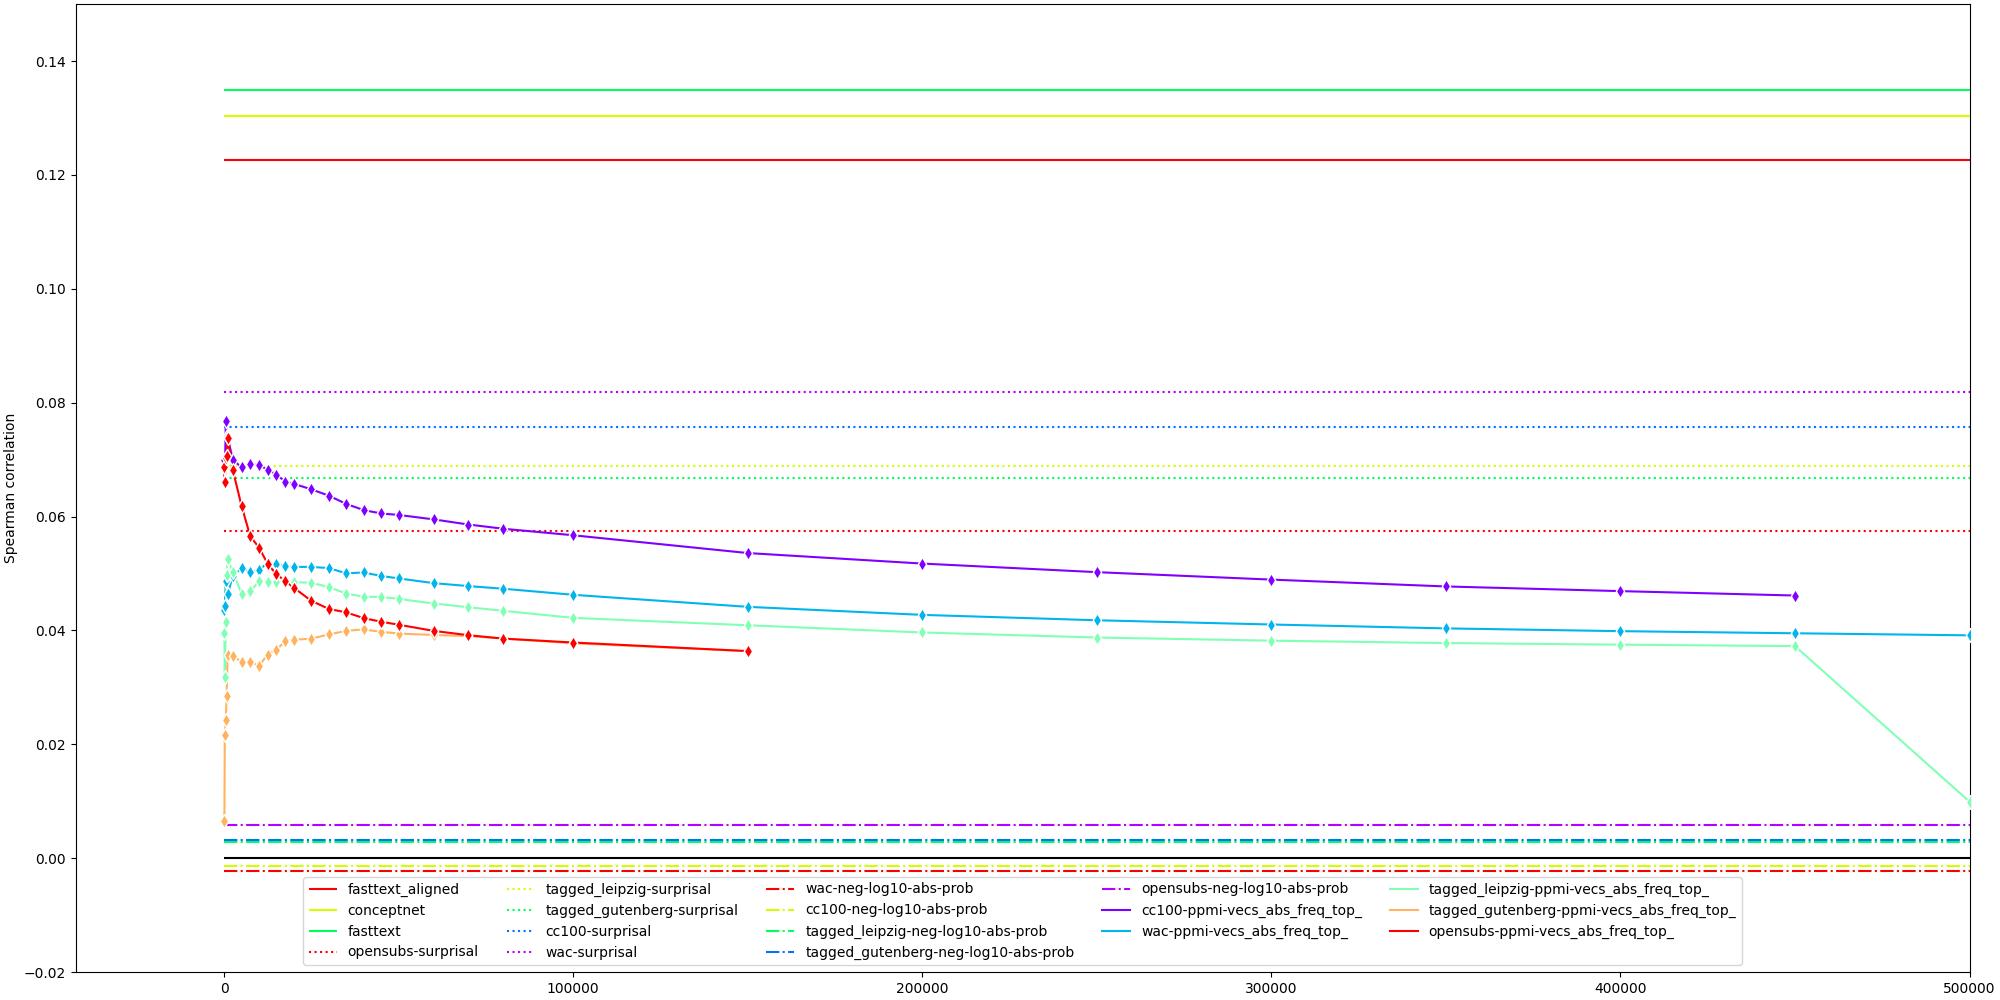 0.14
0.12
0.10
0.08
0.06
0.04
0.02
0.00
−0.02
Spearman correlation
0
100000
200000
300000
400000
500000
fasttext_aligned
conceptnet
fasttext
opensubs-surprisal
tagged_leipzig-surprisal
tagged_gutenberg-surprisal
cc100-surprisal
wac-surprisal
wac-neg-log10-abs-prob
cc100-neg-log10-abs-prob
tagged_leipzig-neg-log10-abs-prob
tagged_gutenberg-neg-log10-abs-prob
opensubs-neg-log10-abs-prob
cc100-ppmi-vecs_abs_freq_top_
wac-ppmi-vecs_abs_freq_top_
tagged_leipzig-ppmi-vecs_abs_freq_top_
tagged_gutenberg-ppmi-vecs_abs_freq_top_
opensubs-ppmi-vecs_abs_freq_top_